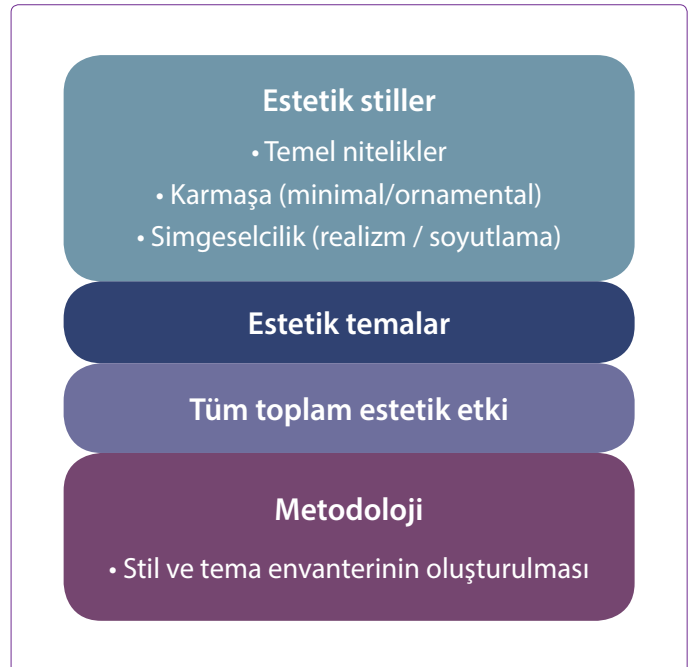 Estetik stiller
• Temel nitelikler
• Karmaşa (minimal/ornamental)
• Simgeselcilik (realizm / soyutlama)
Estetik temalar
Tüm toplam estetik etki
Metodoloji
• Stil ve tema envanterinin oluşturulması